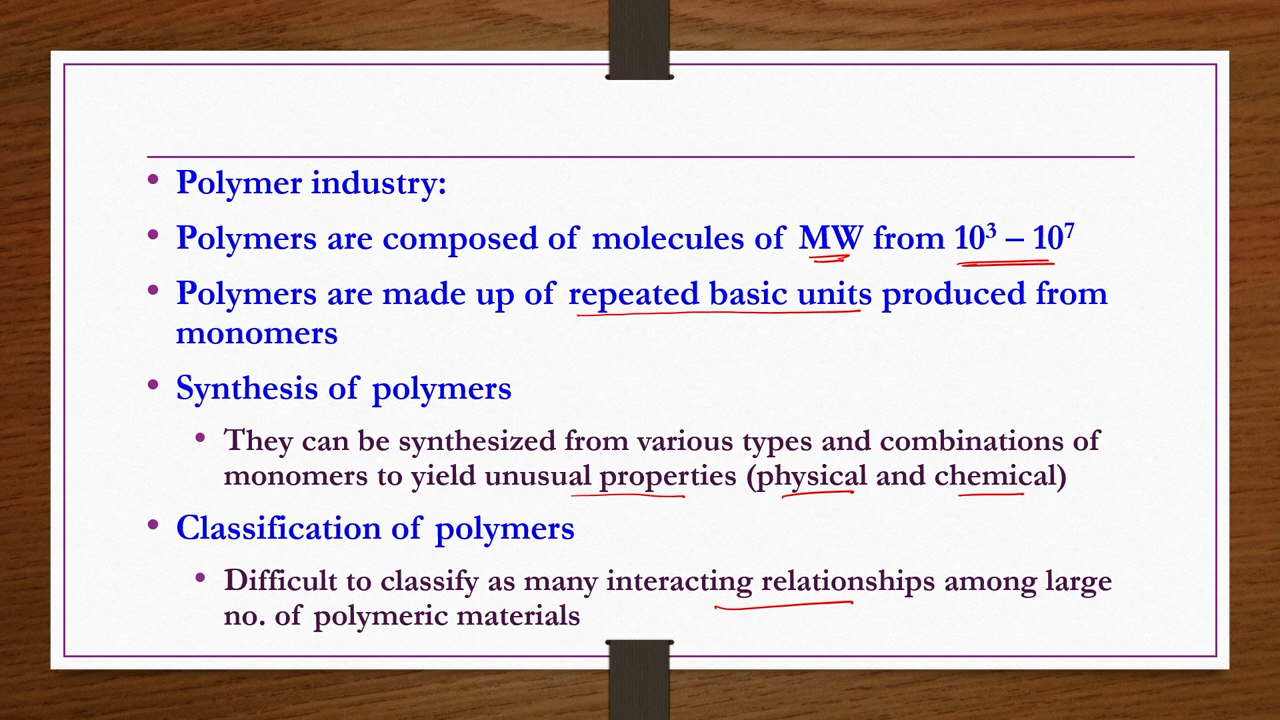 • Polymer industry:
• Polymers are composed of molecules of MW from 10³ – 10⁷
• Polymers are made up of repeated basic units produced from
monomers
• Synthesis of polymers
• They can be synthesized from various types and combinations of
monomers to yield unusual properties (physical and chemical)
• Classification of polymers
• Difficult to classify as many interacting relationships among large
no. of polymeric materials